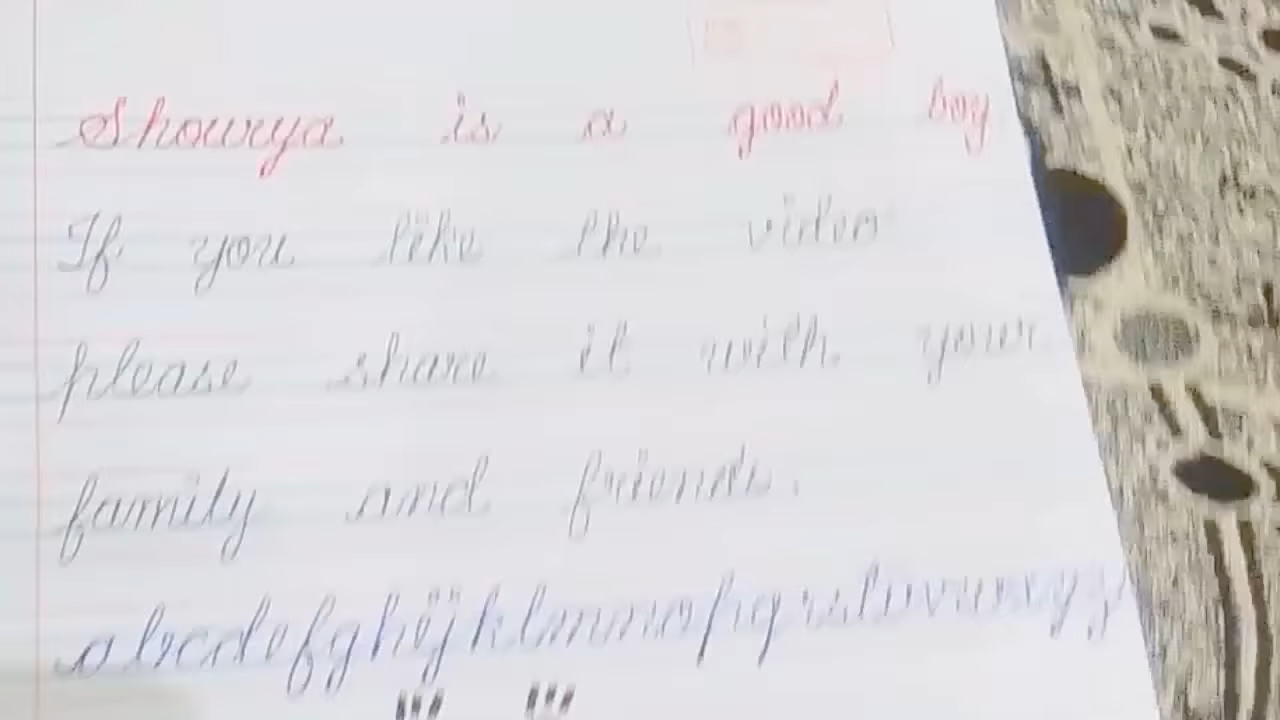 Showrya is a good boy
If you like the video
please share it with your
family and friends.
abcdefghijklmnopqrstuvwxyz